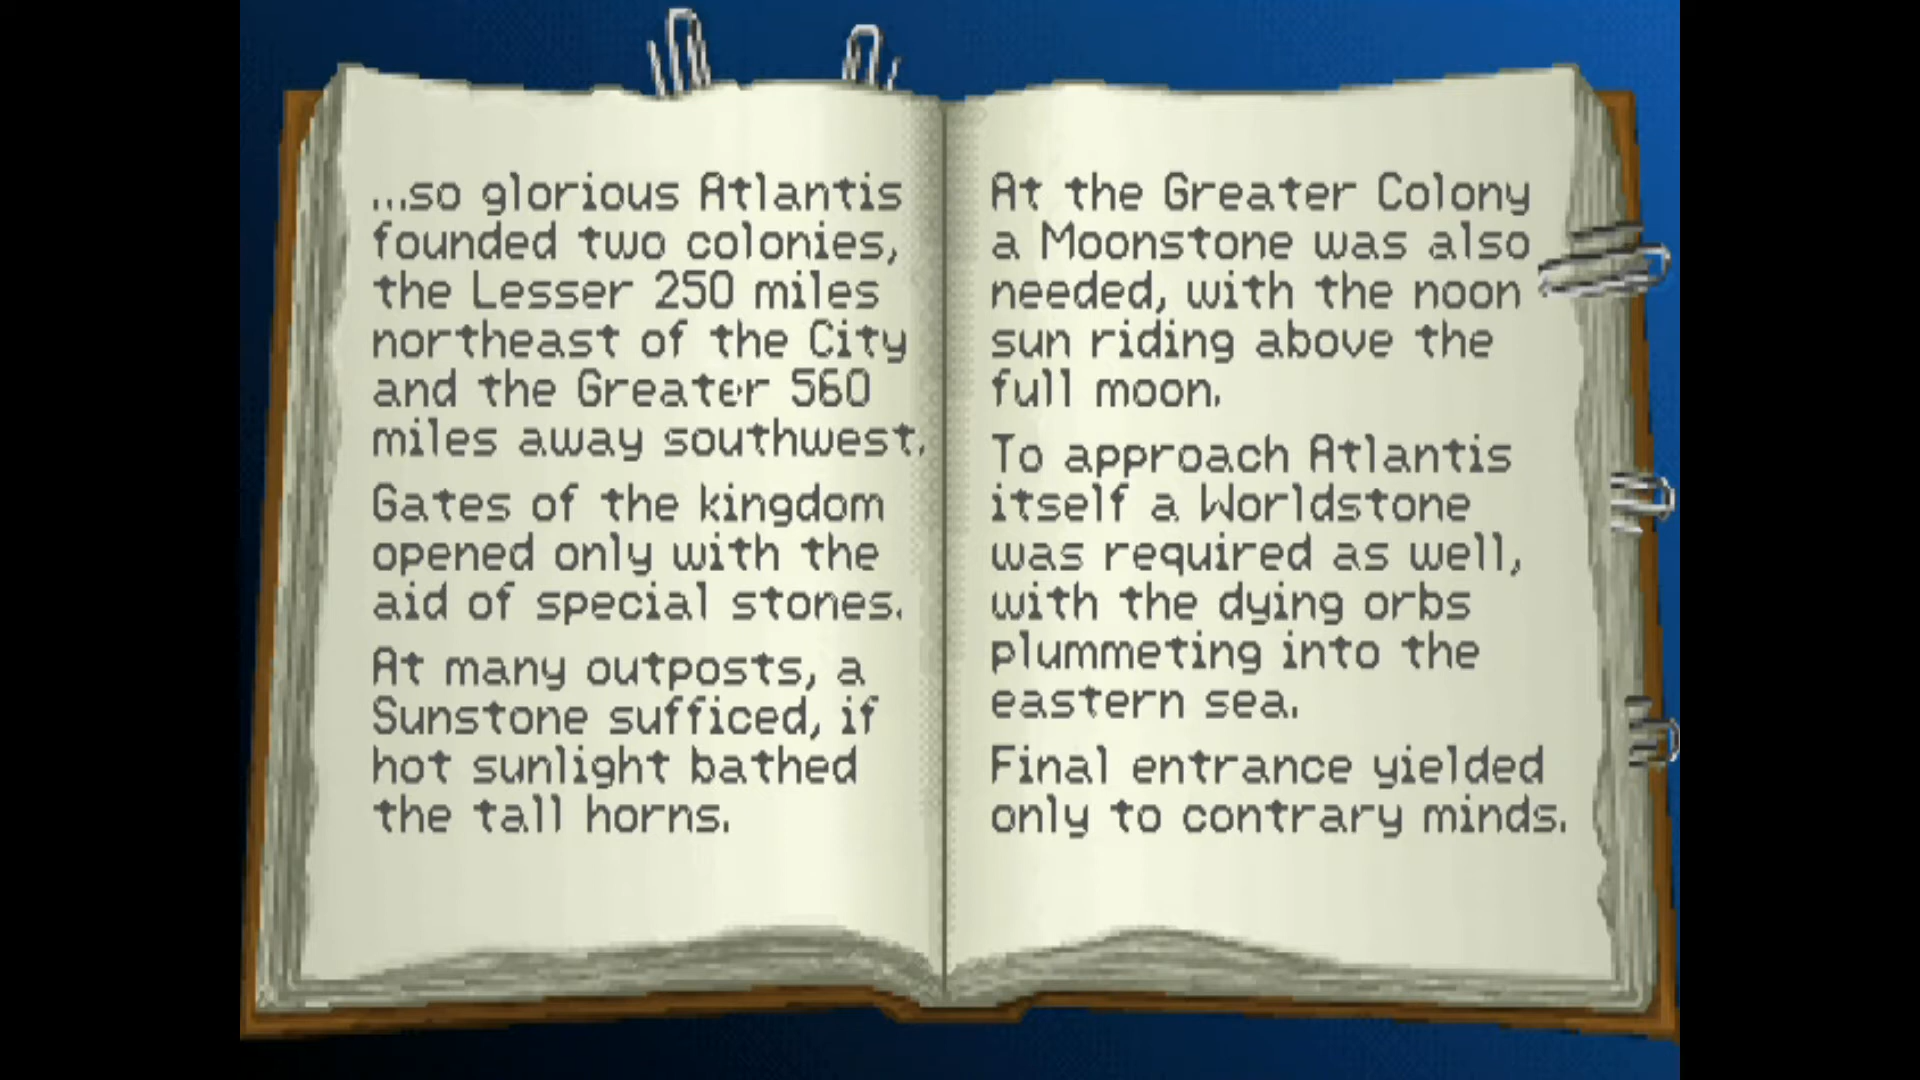 ...so glorious Atlantis
founded two colonies,
the Lesser 250 miles
northeast of the City
and the Greater 560
miles away southwest.
Gates of the kingdom
opened only with the
aid of special stones.
At many outposts, a
Sunstone sufficed, if
hot sunlight bathed
the tall horns.
At the Greater Colony
a Moonstone was also
needed, with the noon
sun riding above the
full moon.
To approach Atlantis
itself a Worldstone
was required as well,
with the dying orbs
plummeting into the
eastern sea.
Final entrance yielded
only to contrary minds.